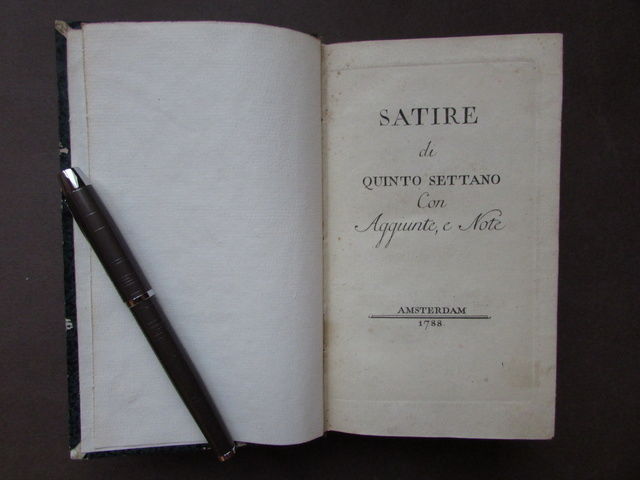 SATIRE
di
QUINTO SETTANO
Con
Aggiunte, e Note
AMSTERDAM
1788